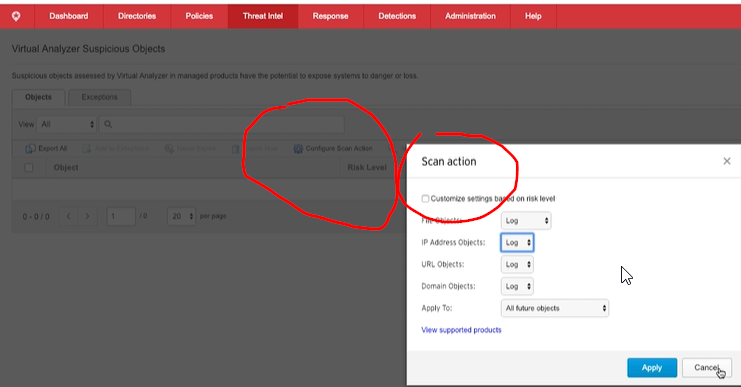 Dashboard Directories Policies Threat Intel Response Detections Administration Help
Virtual Analyzer Suspicious Objects
Suspicious objects assessed by Virtual Analyzer in managed products have the potential to expose systems to danger or loss.
Objects Exceptions
View: All
Export All Configure Scan Action
Object Risk Level
0 - 0 / 0 1 / 0 20 per page
Scan action
Customize settings based on risk level
File Objects: Log
IP Address Objects: Log
URL Objects: Log
Domain Objects: Log
Apply To: All future objects
View supported products
Apply Cancel